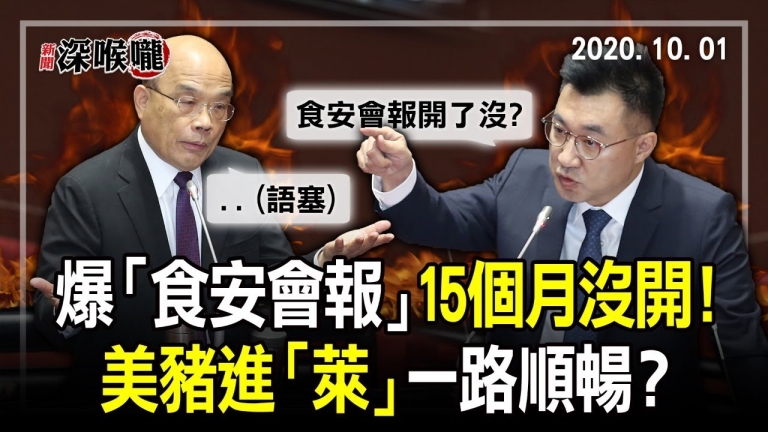 新聞深喉嚨
2020. 10. 01
食安會報開了沒?
. . (語塞)
爆「食安會報」15個月沒開!
美豬進「萊」一路順暢?